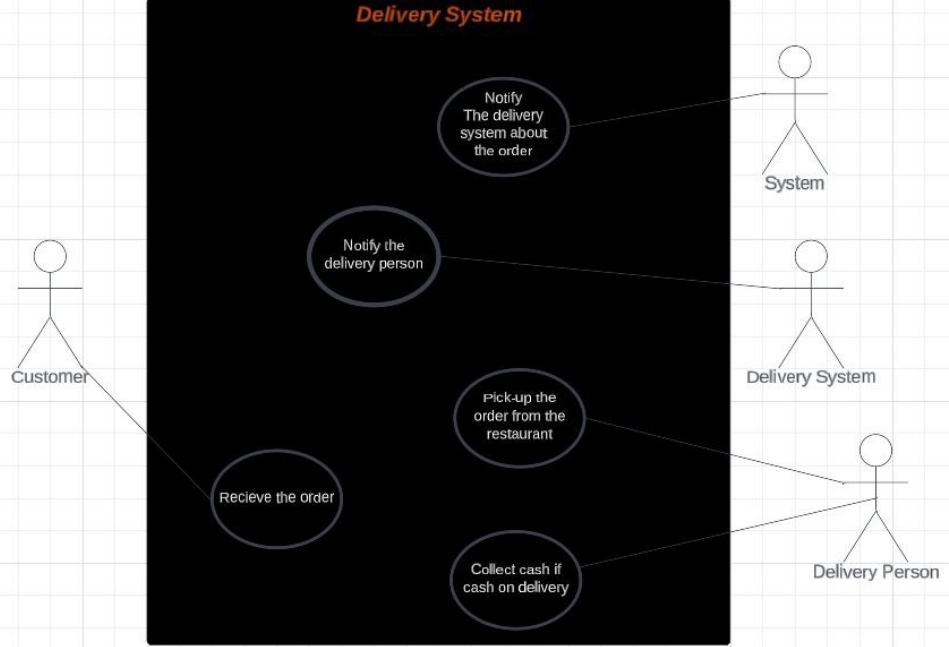 Delivery System
Notify
The delivery
system about
the order
System
Notify the
delivery person
Delivery System
Customer
Pick-up the
order from the
restaurant
Recieve the order
Delivery Person
Collect cash if
cash on delivery